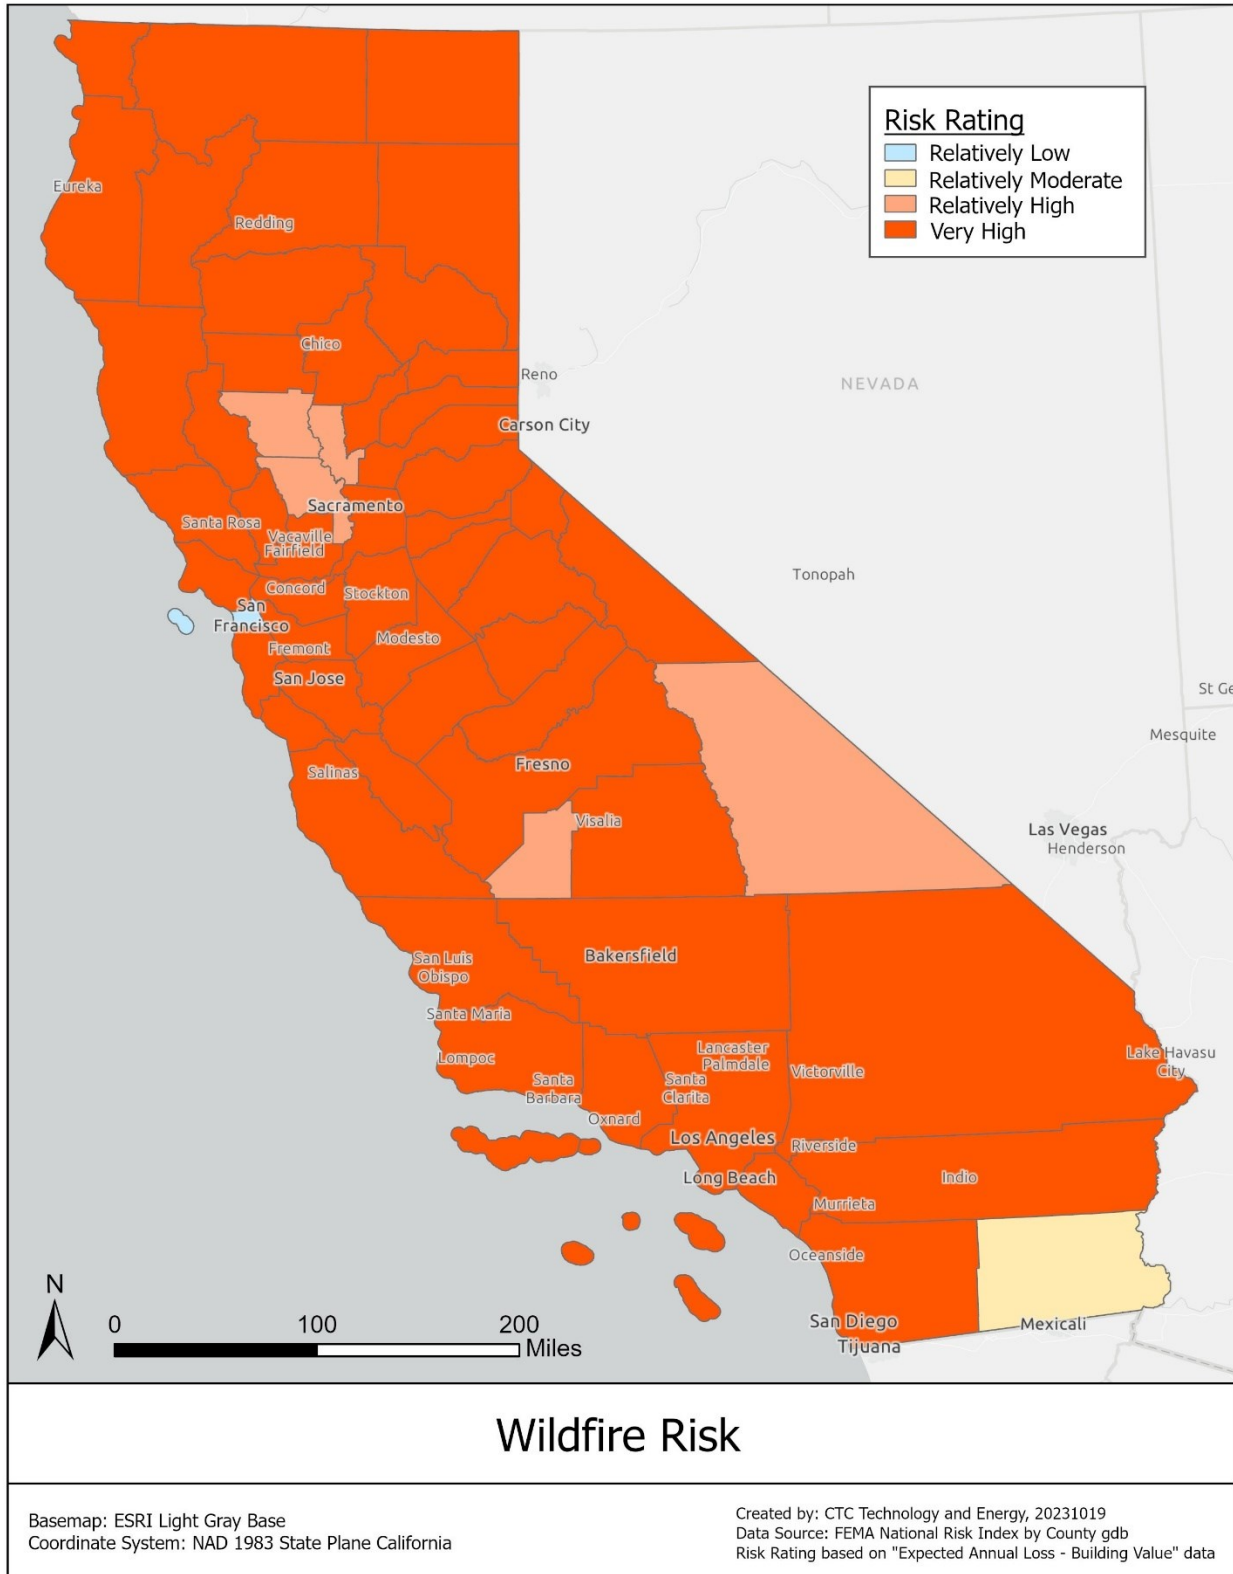 Risk Rating
Relatively Low
Relatively Moderate
Relatively High
Very High
Eureka
Redding
Chico
Reno
NEVADA
Carson City
Sacramento
Santa Rosa
Vacaville
Fairfield
Tonopah
Concord
Stockton
San
Francisco
Modesto
Fremont
San Jose
St Ge
Mesquite
Fresno
Salinas
Visalia
Las Vegas
Henderson
Bakersfield
San Luis
Obispo
Santa Maria
Lompoc
Lancaster
Palmdale
Lake Havasu
City
Victorville
Santa
Barbara
Santa
Clarita
Oxnard
Los Angeles
Riverside
Long Beach
Indio
Murrieta
Oceanside
San Diego
Mexicali
Tijuana
N
0 100 200
Miles
Wildfire Risk
Basemap: ESRI Light Gray Base
Coordinate System: NAD 1983 State Plane California
Created by: CTC Technology and Energy, 20231019
Data Source: FEMA National Risk Index by County gdb
Risk Rating based on "Expected Annual Loss - Building Value" data